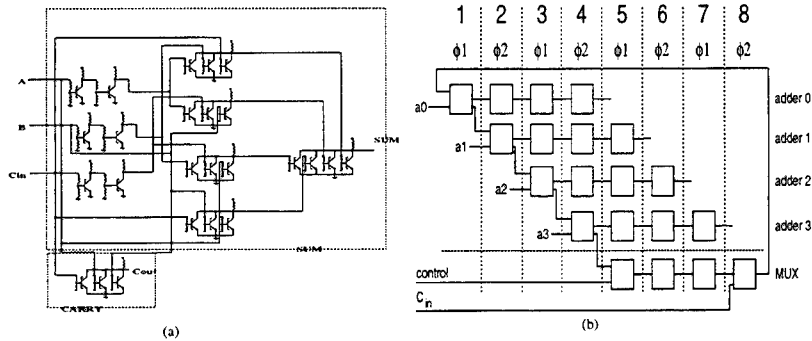 A
B
Cin
SUM
SUM
Cout
CARRY
(a)
1 2 3 4 5 6 7 8
ϕ1 ϕ2 ϕ1 ϕ2 ϕ1 ϕ2 ϕ1 ϕ2
a0
adder 0
a1
adder 1
a2
adder 2
a3
adder 3
control
MUX
Cin
(b)